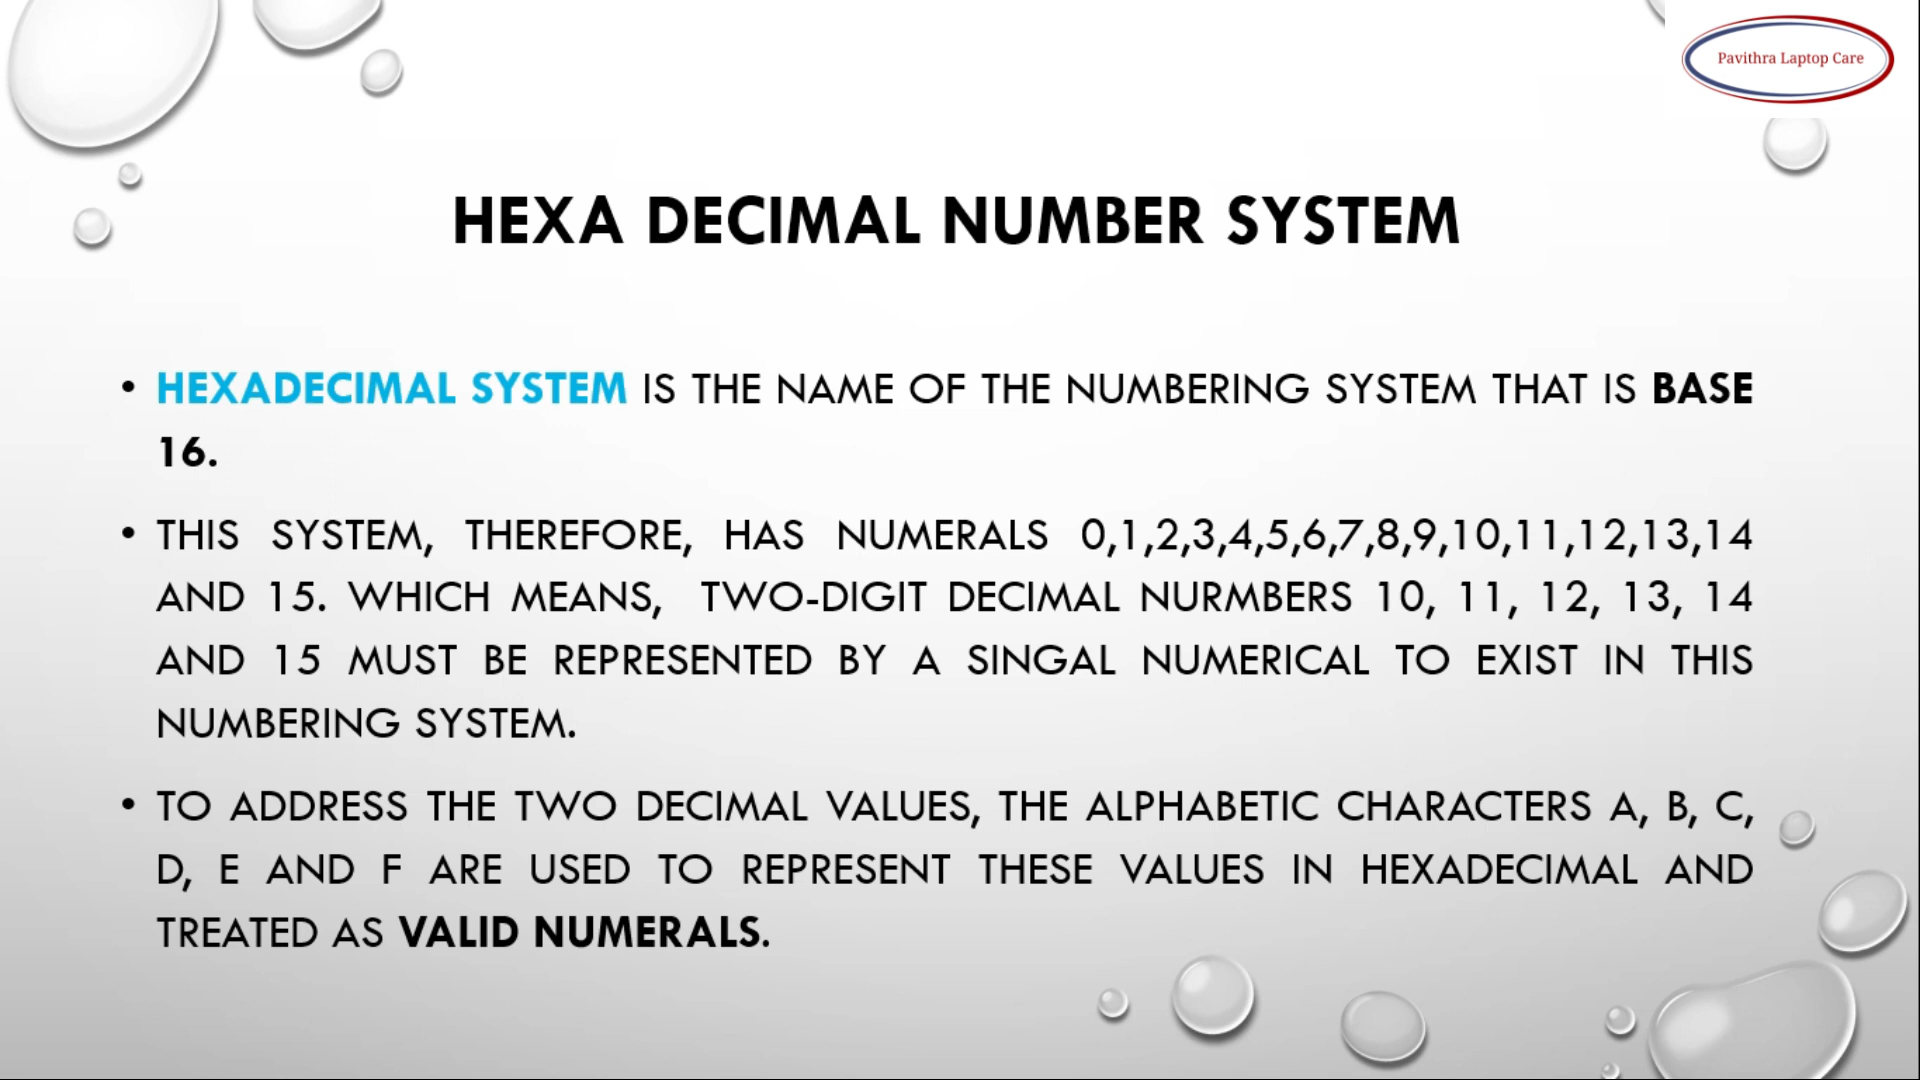 Pavithra Laptop Care
HEXA DECIMAL NUMBER SYSTEM
• HEXADECIMAL SYSTEM IS THE NAME OF THE NUMBERING SYSTEM THAT IS BASE
16.
• THIS SYSTEM, THEREFORE, HAS NUMERALS 0,1,2,3,4,5,6,7,8,9,10,11,12,13,14
AND 15. WHICH MEANS, TWO-DIGIT DECIMAL NURMBERS 10, 11, 12, 13, 14
AND 15 MUST BE REPRESENTED BY A SINGAL NUMERICAL TO EXIST IN THIS
NUMBERING SYSTEM.
• TO ADDRESS THE TWO DECIMAL VALUES, THE ALPHABETIC CHARACTERS A, B, C,
D, E AND F ARE USED TO REPRESENT THESE VALUES IN HEXADECIMAL AND
TREATED AS VALID NUMERALS.